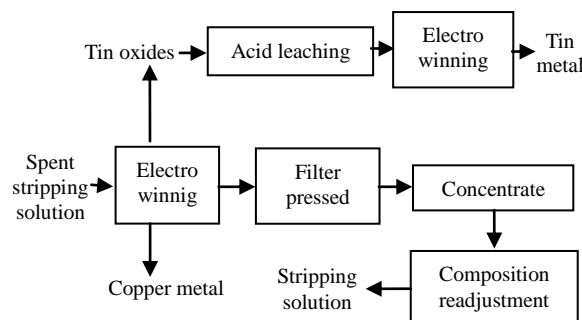 Tin oxides
Acid leaching
Electro
winning
Tin
metal
Spent
stripping
solution
Electro
winnig
Filter
pressed
Concentrate
Copper metal
Stripping
solution
Composition
readjustment